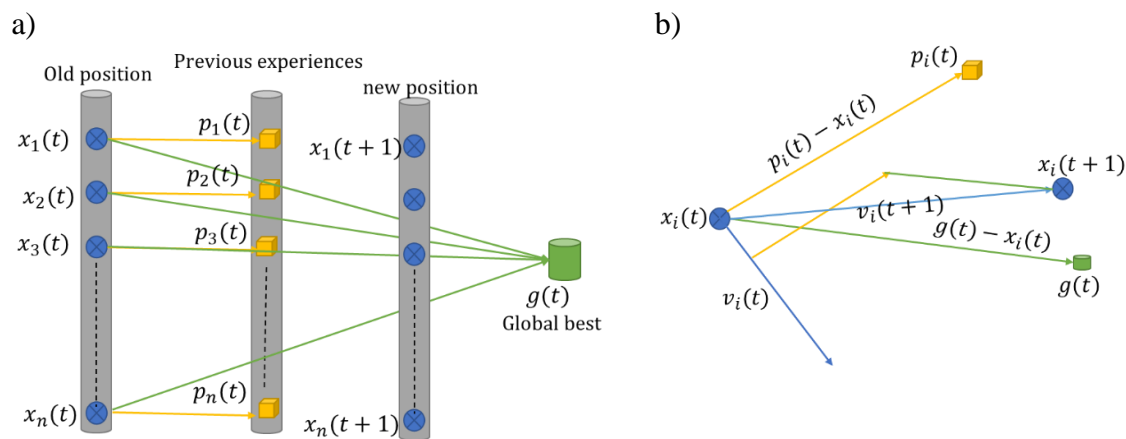 a)
Old position
Previous experiences
new position
x₁(t)
p₁(t)
x₁(t + 1)
x₂(t)
p₂(t)
x₃(t)
p₃(t)
g(t)
Global best
xₙ(t)
pₙ(t)
xₙ(t + 1)
b)
pᵢ(t)
pᵢ(t) − xᵢ(t)
xᵢ(t + 1)
xᵢ(t)
vᵢ(t + 1)
g(t) − xᵢ(t)
g(t)
vᵢ(t)